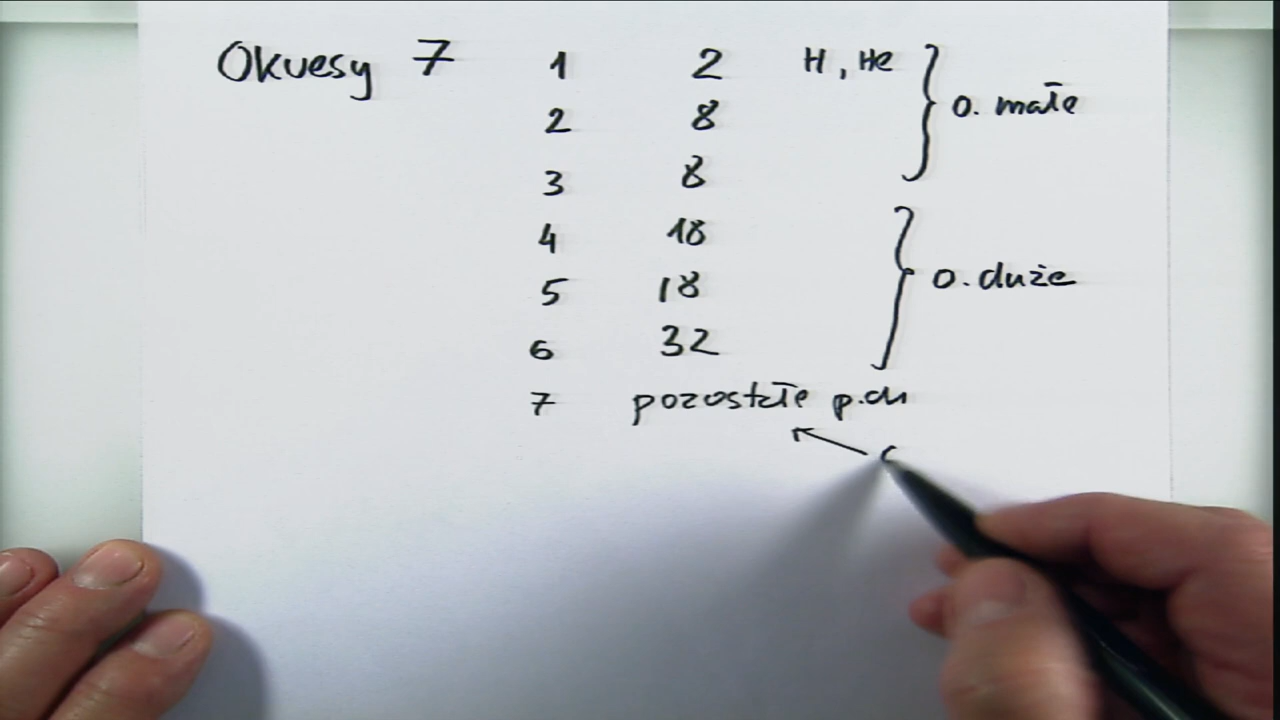 Okresy 7 1 2 H, He
o. małe
2 8
3 8
4 18
o. duże
5 18
6 32
7 pozostałe p.ch